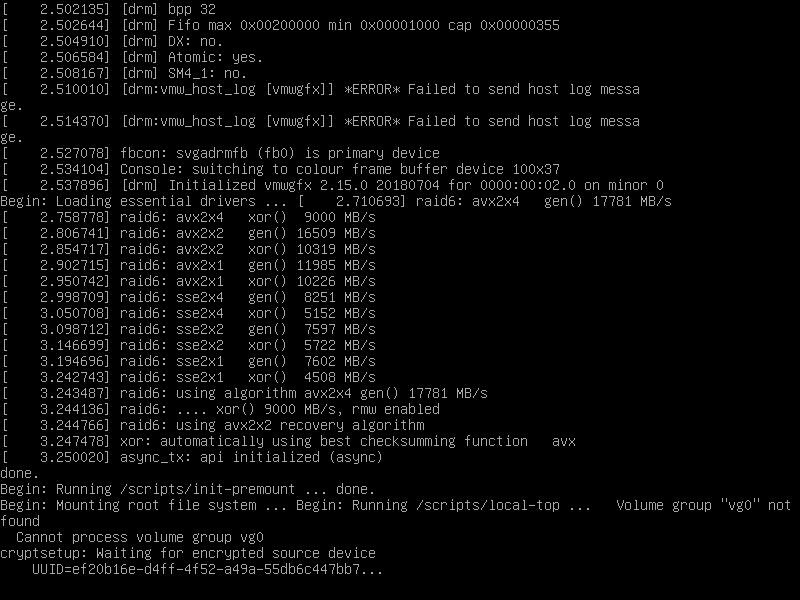 [    2.502135] [drm] bpp 32
[    2.502644] [drm] Fifo max 0x00200000 min 0x00001000 cap 0x00000355
[    2.504910] [drm] DX: no.
[    2.506584] [drm] Atomic: yes.
[    2.508167] [drm] SM4_1: no.
[    2.510010] [drm:vmw_host_log [vmwgfx]] *ERROR* Failed to send host log messa
ge.
[    2.514370] [drm:vmw_host_log [vmwgfx]] *ERROR* Failed to send host log messa
ge.
[    2.527078] fbcon: svgadrmfb (fb0) is primary device
[    2.534104] Console: switching to colour frame buffer device 100x37
[    2.537896] [drm] Initialized vmwgfx 2.15.0 20180704 for 0000:00:02.0 on minor 0
Begin: Loading essential drivers ... [    2.710693] raid6: avx2x4   gen() 17781 MB/s
[    2.758778] raid6: avx2x4   xor()  9000 MB/s
[    2.806741] raid6: avx2x2   gen() 16509 MB/s
[    2.854717] raid6: avx2x2   xor() 10319 MB/s
[    2.902715] raid6: avx2x1   gen() 11985 MB/s
[    2.950742] raid6: avx2x1   xor() 10226 MB/s
[    2.998709] raid6: sse2x4   gen()  8251 MB/s
[    3.050708] raid6: sse2x4   xor()  5152 MB/s
[    3.098712] raid6: sse2x2   gen()  7597 MB/s
[    3.146699] raid6: sse2x2   xor()  5722 MB/s
[    3.194696] raid6: sse2x1   gen()  7602 MB/s
[    3.242743] raid6: sse2x1   xor()  4508 MB/s
[    3.243487] raid6: using algorithm avx2x4 gen() 17781 MB/s
[    3.244136] raid6: .... xor() 9000 MB/s, rmw enabled
[    3.244766] raid6: using avx2x2 recovery algorithm
[    3.247478] xor: automatically using best checksumming function   avx
[    3.250020] async_tx: api initialized (async)
done.
Begin: Running /scripts/init-premount ... done.
Begin: Mounting root file system ... Begin: Running /scripts/local-top ...   Volume group "vg0" not
found
  Cannot process volume group vg0
cryptsetup: Waiting for encrypted source device
    UUID=ef20b16e-d4ff-4f52-a49a-55db6c447bb7...